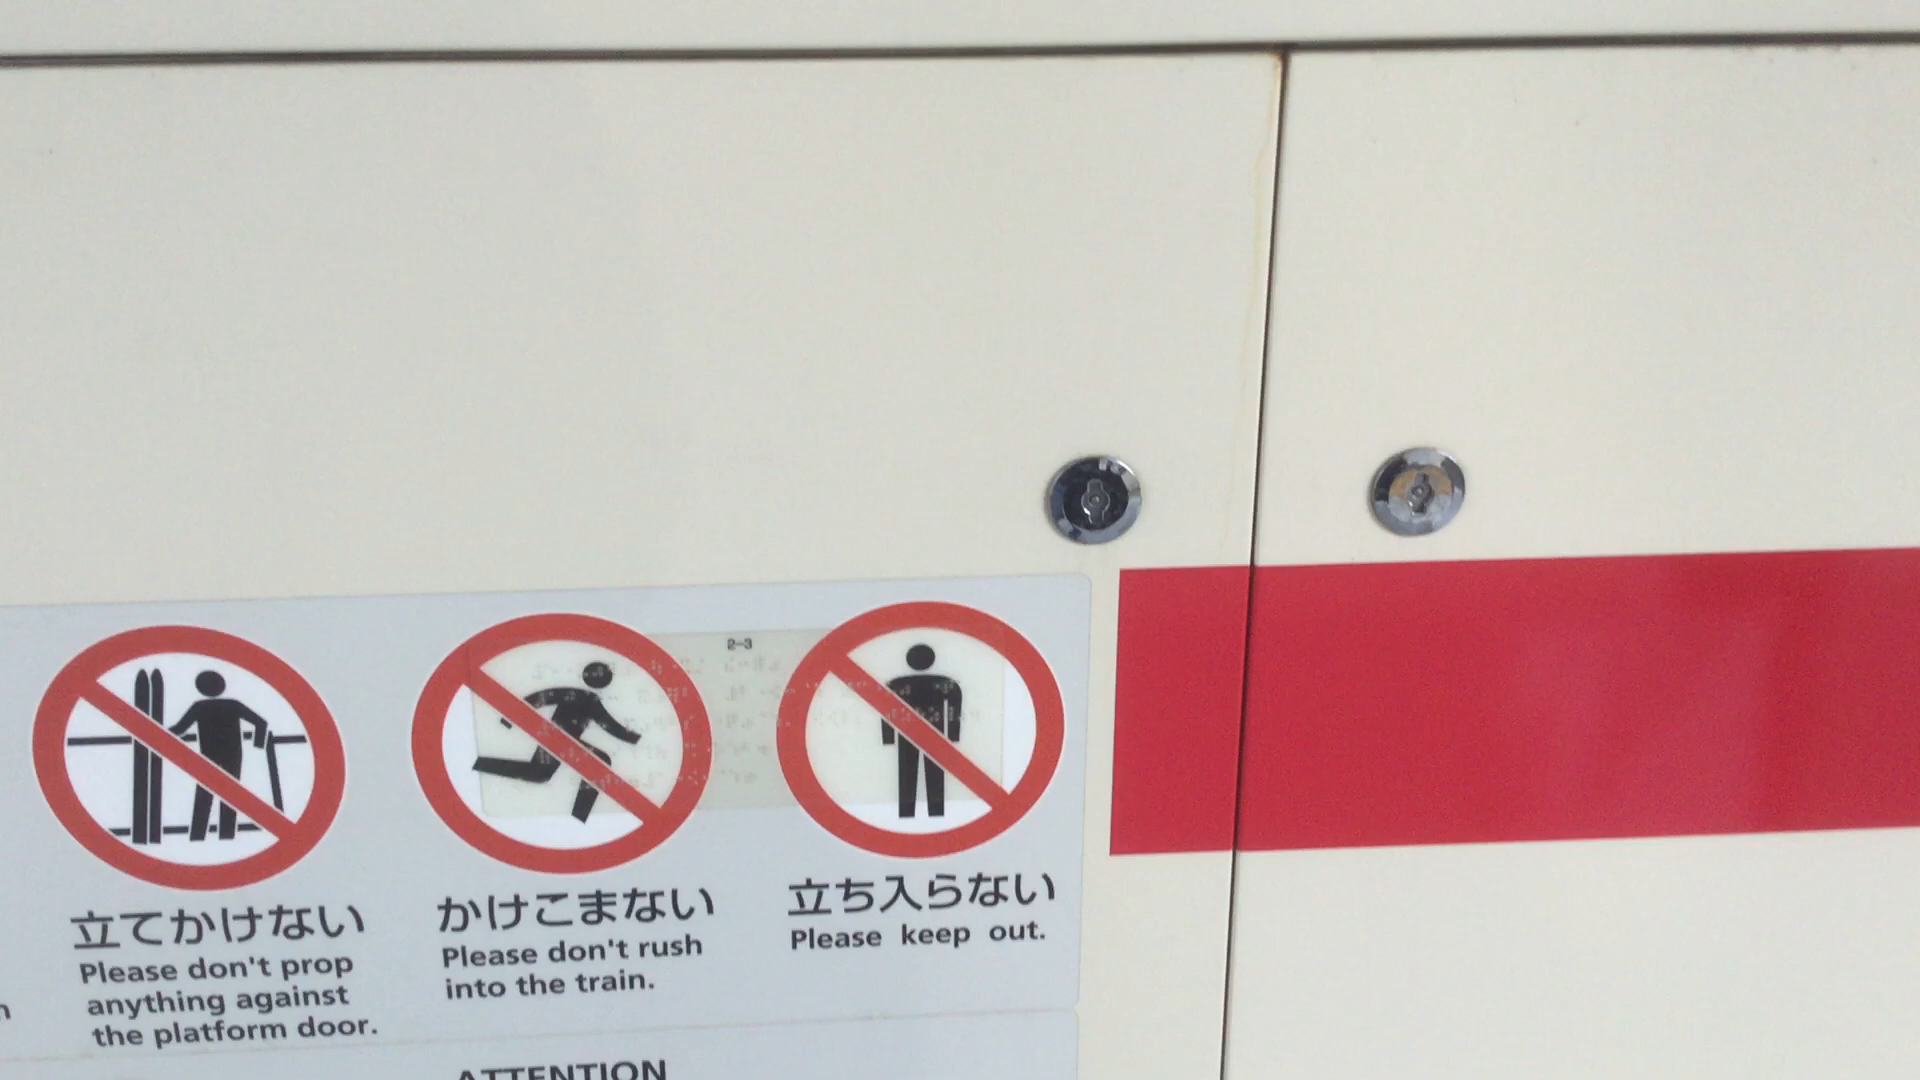 2-3
立てかけない
Please don't prop
anything against
the platform door.
かけこまない
Please don't rush
into the train.
立ち入らない
Please keep out.
ATTENTION